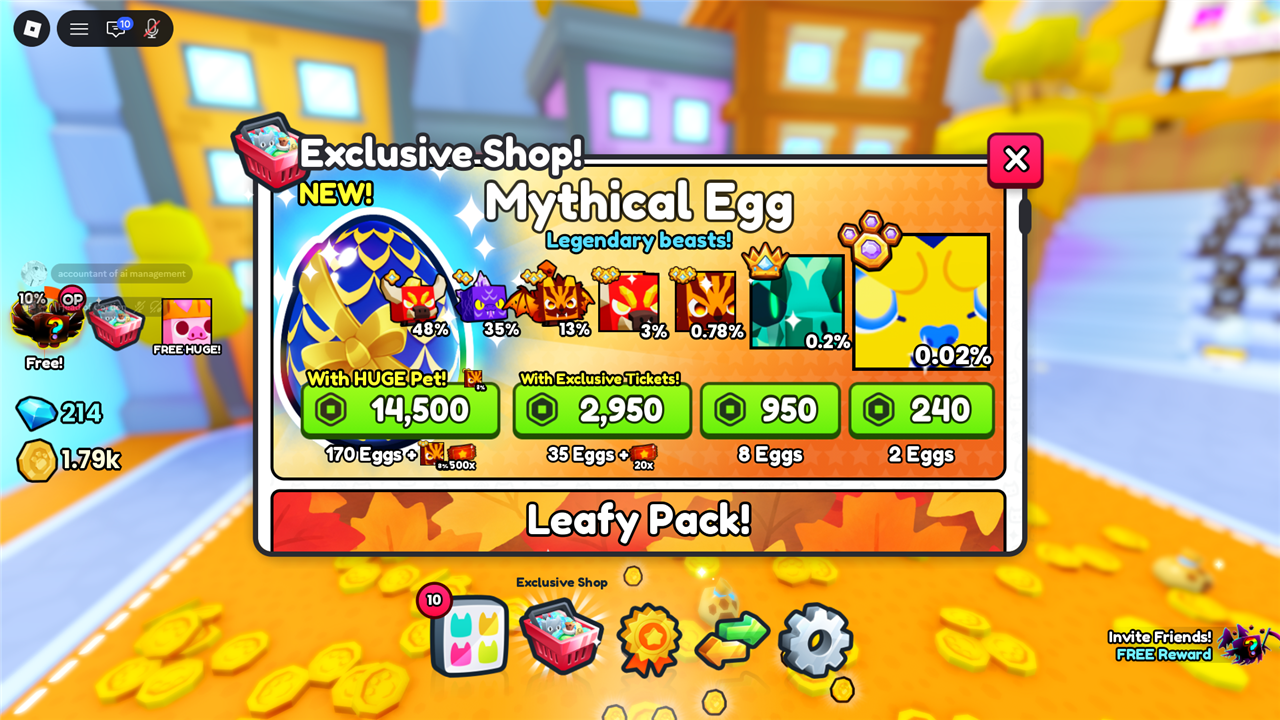 10
Exclusive Shop!
NEW!
Mythical Egg
Legendary beasts!
48%
35%
13%
3%
0.78%
0.2%
0.02%
accountant of ai management
10%
OP
Free!
FREE HUGE!
214
1.79k
With HUGE Pet!
8%
With Exclusive Tickets!
14,500
2,950
950
240
170 Eggs +
8%
500x
35 Eggs +
20x
8 Eggs
2 Eggs
Leafy Pack!
Exclusive Shop
10
Invite Friends!
FREE Reward